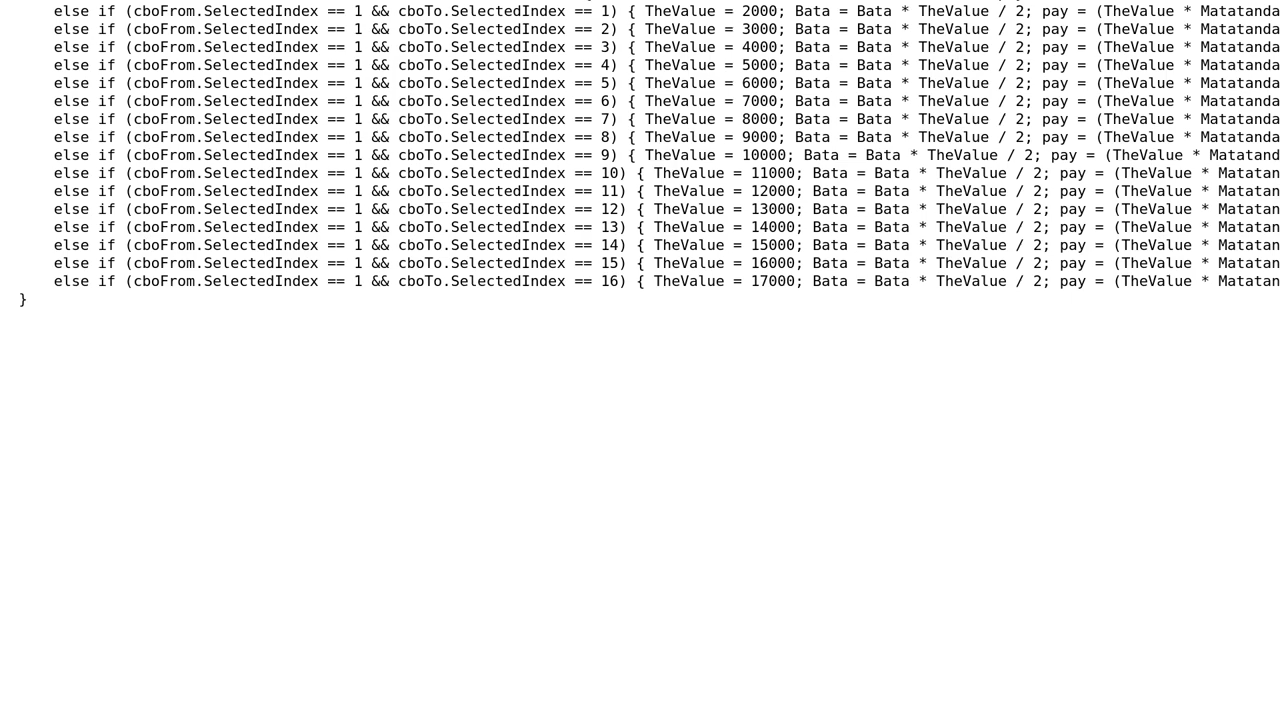 else if (cboFrom.SelectedIndex == 1 && cboTo.SelectedIndex == 1) { TheValue = 2000; Bata = Bata * TheValue / 2; pay = (TheValue * Matatanda
else if (cboFrom.SelectedIndex == 1 && cboTo.SelectedIndex == 2) { TheValue = 3000; Bata = Bata * TheValue / 2; pay = (TheValue * Matatanda
else if (cboFrom.SelectedIndex == 1 && cboTo.SelectedIndex == 3) { TheValue = 4000; Bata = Bata * TheValue / 2; pay = (TheValue * Matatanda
else if (cboFrom.SelectedIndex == 1 && cboTo.SelectedIndex == 4) { TheValue = 5000; Bata = Bata * TheValue / 2; pay = (TheValue * Matatanda
else if (cboFrom.SelectedIndex == 1 && cboTo.SelectedIndex == 5) { TheValue = 6000; Bata = Bata * TheValue / 2; pay = (TheValue * Matatanda
else if (cboFrom.SelectedIndex == 1 && cboTo.SelectedIndex == 6) { TheValue = 7000; Bata = Bata * TheValue / 2; pay = (TheValue * Matatanda
else if (cboFrom.SelectedIndex == 1 && cboTo.SelectedIndex == 7) { TheValue = 8000; Bata = Bata * TheValue / 2; pay = (TheValue * Matatanda
else if (cboFrom.SelectedIndex == 1 && cboTo.SelectedIndex == 8) { TheValue = 9000; Bata = Bata * TheValue / 2; pay = (TheValue * Matatanda
else if (cboFrom.SelectedIndex == 1 && cboTo.SelectedIndex == 9) { TheValue = 10000; Bata = Bata * TheValue / 2; pay = (TheValue * Matatand
else if (cboFrom.SelectedIndex == 1 && cboTo.SelectedIndex == 10) { TheValue = 11000; Bata = Bata * TheValue / 2; pay = (TheValue * Matatan
else if (cboFrom.SelectedIndex == 1 && cboTo.SelectedIndex == 11) { TheValue = 12000; Bata = Bata * TheValue / 2; pay = (TheValue * Matatan
else if (cboFrom.SelectedIndex == 1 && cboTo.SelectedIndex == 12) { TheValue = 13000; Bata = Bata * TheValue / 2; pay = (TheValue * Matatan
else if (cboFrom.SelectedIndex == 1 && cboTo.SelectedIndex == 13) { TheValue = 14000; Bata = Bata * TheValue / 2; pay = (TheValue * Matatan
else if (cboFrom.SelectedIndex == 1 && cboTo.SelectedIndex == 14) { TheValue = 15000; Bata = Bata * TheValue / 2; pay = (TheValue * Matatan
else if (cboFrom.SelectedIndex == 1 && cboTo.SelectedIndex == 15) { TheValue = 16000; Bata = Bata * TheValue / 2; pay = (TheValue * Matatan
else if (cboFrom.SelectedIndex == 1 && cboTo.SelectedIndex == 16) { TheValue = 17000; Bata = Bata * TheValue / 2; pay = (TheValue * Matatan
}